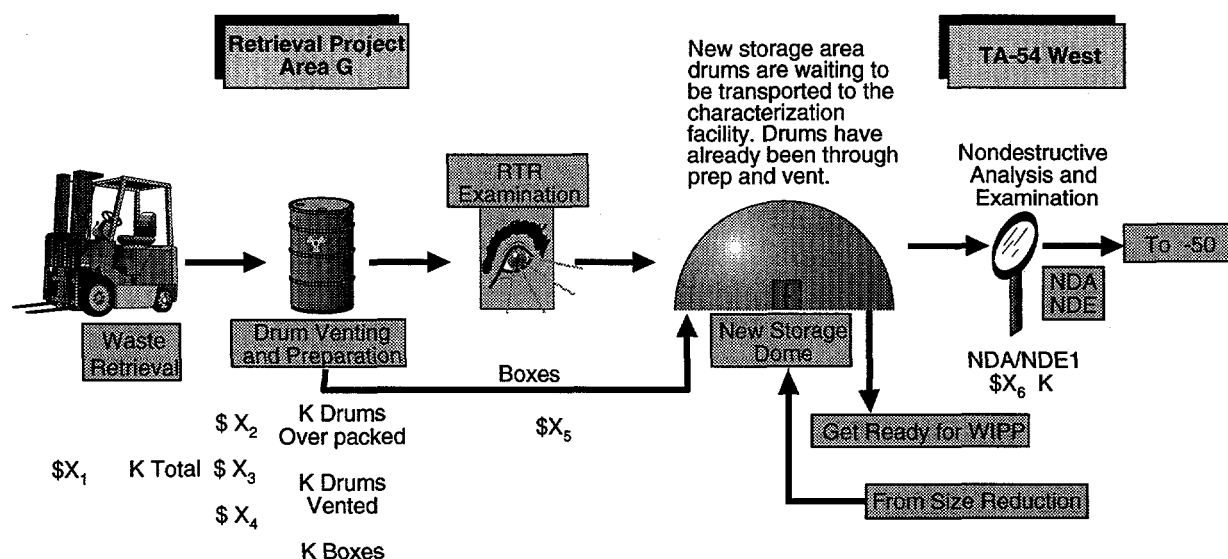 Retrieval Project
Area G
New storage area
drums are waiting to
be transported to the
characterization
facility. Drums have
already been through
prep and vent.
TA-54 West
RTR
Examination
Nondestructive
Analysis and
Examination
To -50
NDA
NDE
Waste
Retrieval
Drum Venting
and Preparation
New Storage
Dome
Boxes
NDA/NDE1
$X₆ K
$ X₂
K Drums
Over packed
$X₅
Get Ready for WIPP
$X₁
K Total
$ X₃
K Drums
Vented
From Size Reduction
$ X₄
K Boxes